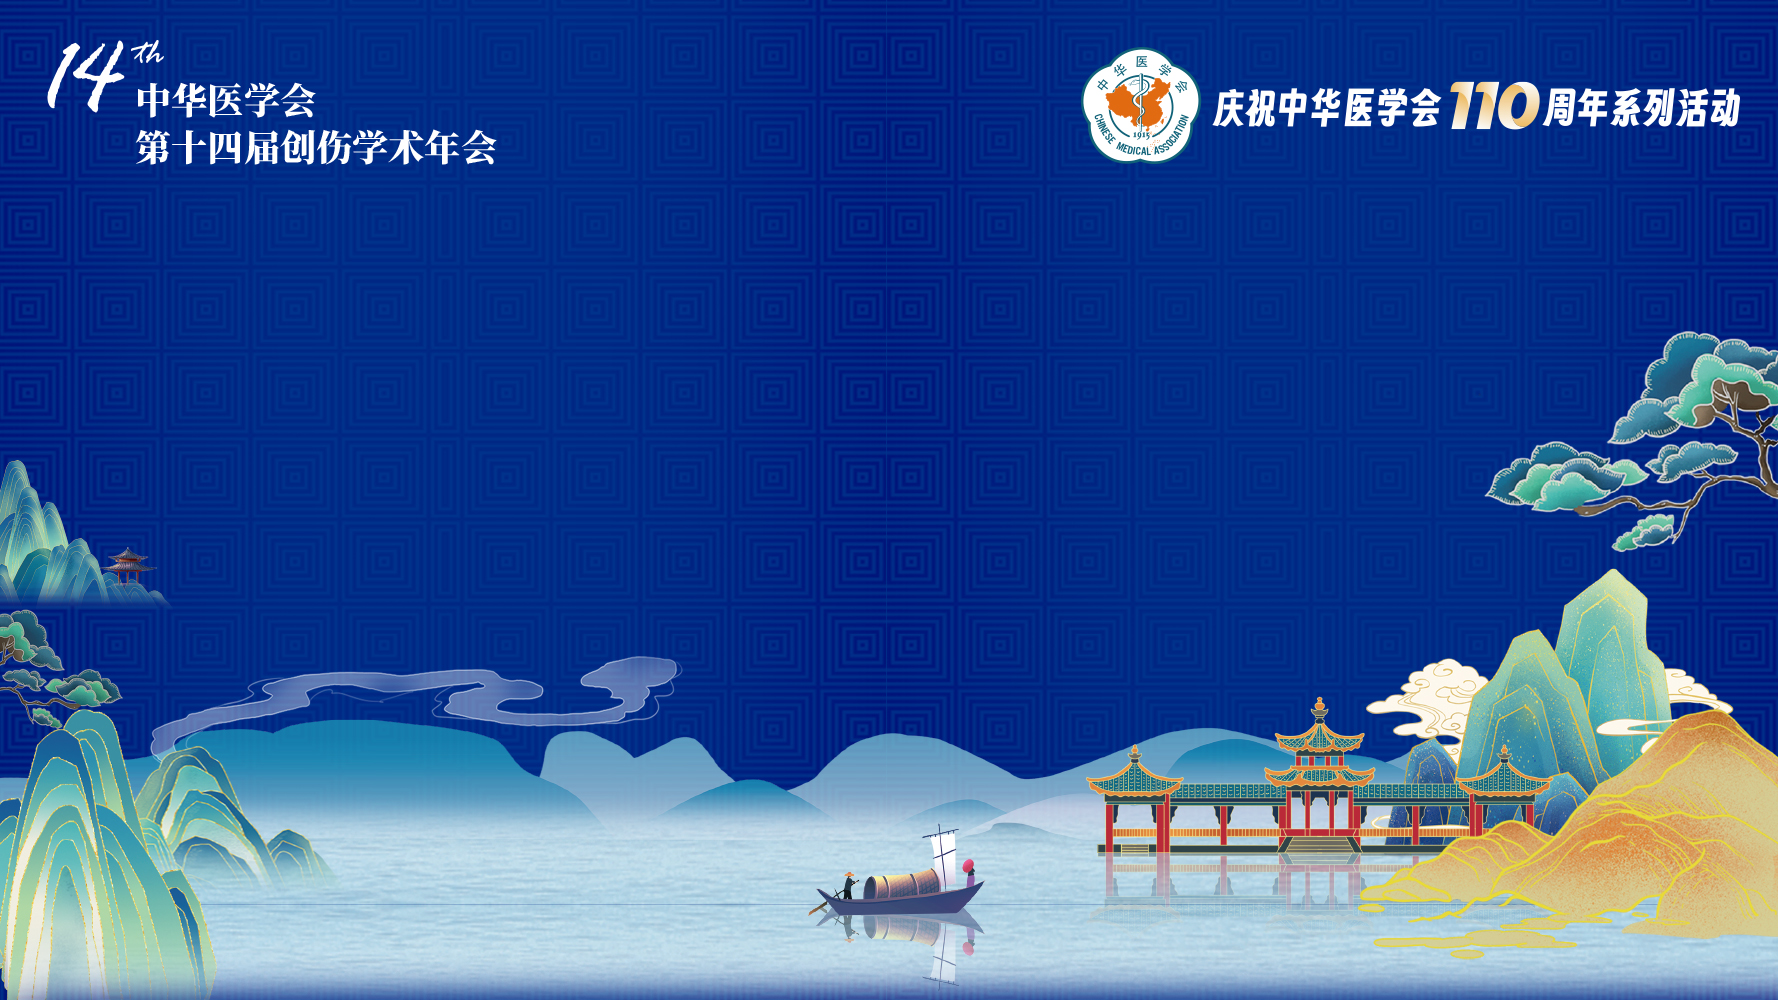 14th
中华医学会
第十四届创伤学术年会
中华医学会
1915
CHINESE MEDICAL ASSOCIATION
庆祝中华医学会110周年系列活动